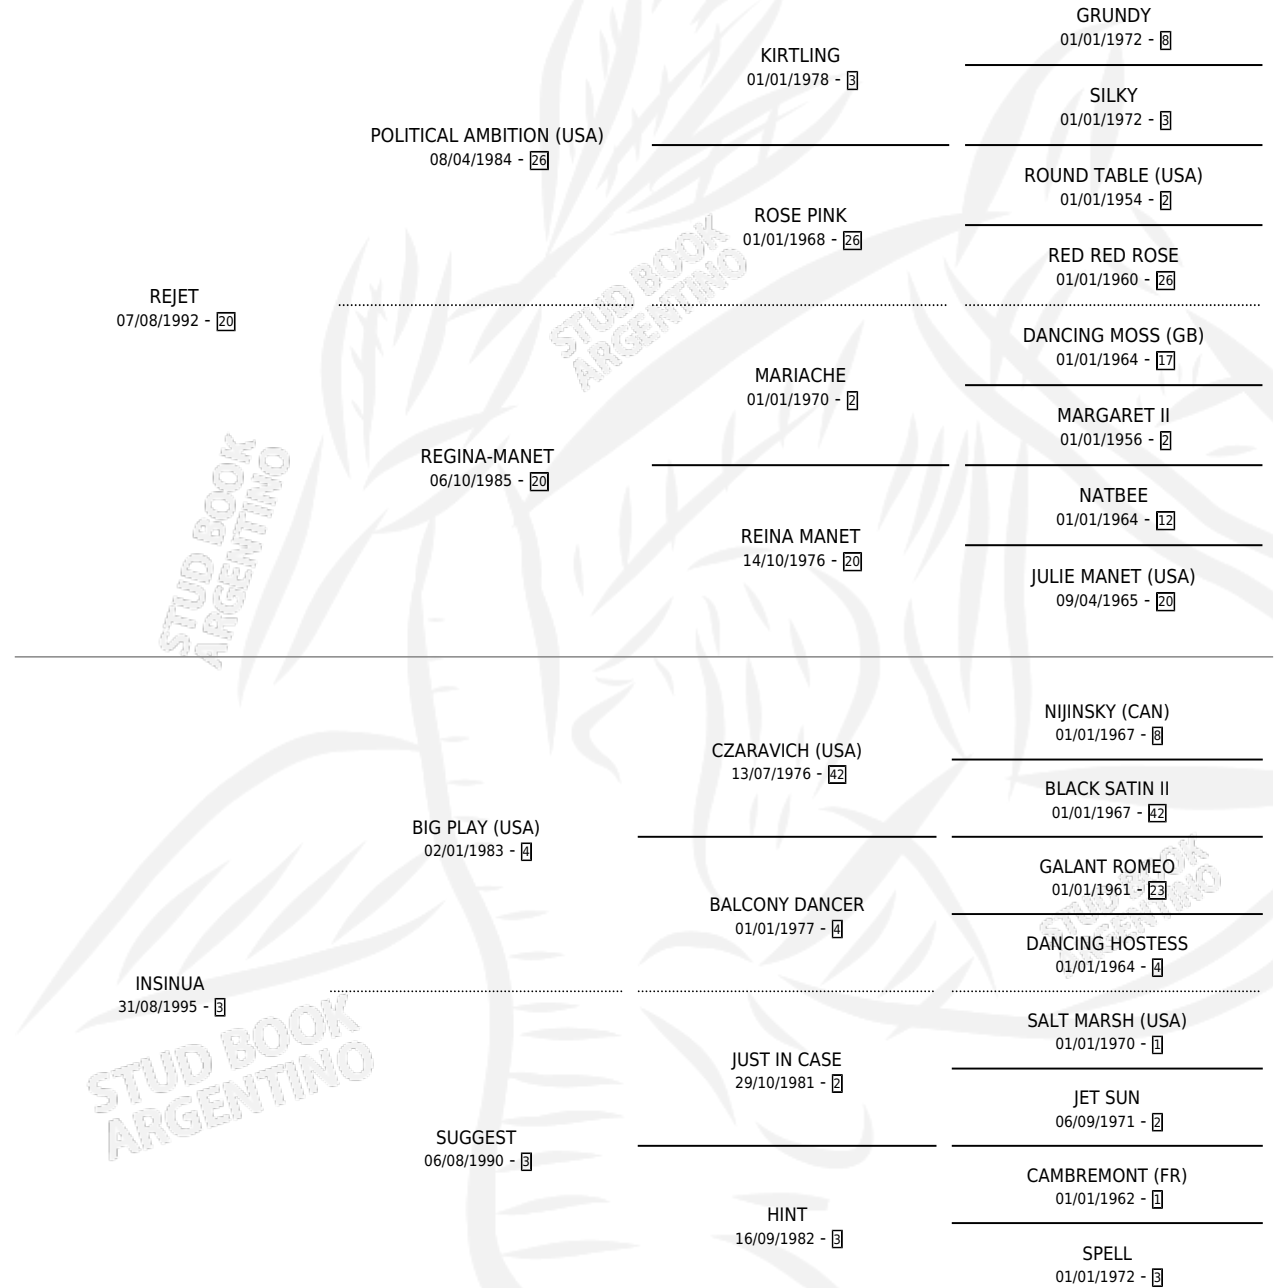 GRUNDY
01/01/1972 - 8
KIRTLING
01/01/1978 - 3
SILKY
01/01/1972 - 3
POLITICAL AMBITION (USA)
08/04/1984 - 26
ROUND TABLE (USA)
01/01/1954 - 2
ROSE PINK
01/01/1968 - 26
RED RED ROSE
01/01/1960 - 26
REJET
07/08/1992 - 20
DANCING MOSS (GB)
01/01/1964 - 17
MARIACHE
01/01/1970 - 2
MARGARET II
01/01/1956 - 2
REGINA-MANET
06/10/1985 - 20
NATBEE
01/01/1964 - 12
REINA MANET
14/10/1976 - 20
JULIE MANET (USA)
09/04/1965 - 20
STUD BOOK
ARGENTINO
STUD BOOK
ARGENTINO
NIJINSKY (CAN)
01/01/1967 - 8
CZARAVICH (USA)
13/07/1976 - 42
BLACK SATIN II
01/01/1967 - 42
BIG PLAY (USA)
02/01/1983 - 4
GALANT ROMEO
01/01/1961 - 23
BALCONY DANCER
01/01/1977 - 4
DANCING HOSTESS
01/01/1964 - 4
INSINUA
31/08/1995 - 3
SALT MARSH (USA)
01/01/1970 - 1
JUST IN CASE
29/10/1981 - 2
JET SUN
06/09/1971 - 2
SUGGEST
06/08/1990 - 3
CAMBREMONT (FR)
01/01/1962 - 1
HINT
16/09/1982 - 3
SPELL
01/01/1972 - 3
STUD BOOK
ARGENTINO
STUD BOOK
ARGENTINO